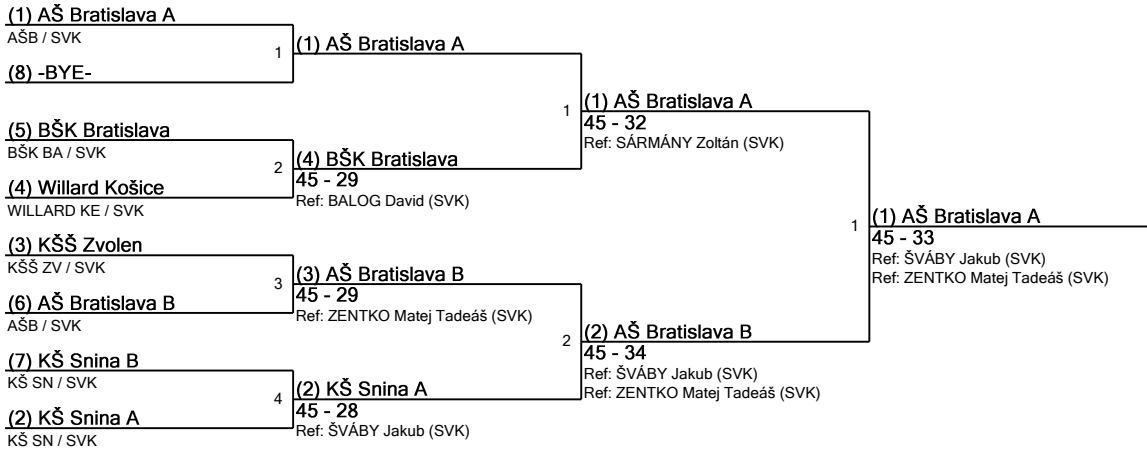 (1) AŠ Bratislava A
AŠB / SVK
(8) -BYE-
(5) BŠK Bratislava
BŠK BA / SVK
(4) Willard Košice
WILLARD KE / SVK
(3) KŠŠ Zvolen
KŠŠ ZV / SVK
(6) AŠ Bratislava B
AŠB / SVK
(7) KŠ Snina B
KŠ SN / SVK
(2) KŠ Snina A
KŠ SN / SVK
1
(1) AŠ Bratislava A
2
(4) BŠK Bratislava
45 - 29
Ref: BALOG David (SVK)
3
(3) AŠ Bratislava B
45 - 29
Ref: ZENTKO Matej Tadeáš (SVK)
4
(2) KŠ Snina A
45 - 28
Ref: ŠVÁBY Jakub (SVK)
1
(1) AŠ Bratislava A
45 - 32
Ref: SÁRMÁNY Zoltán (SVK)
2
(2) AŠ Bratislava B
45 - 34
Ref: ŠVÁBY Jakub (SVK)
Ref: ZENTKO Matej Tadeáš (SVK)
1
(1) AŠ Bratislava A
45 - 33
Ref: ŠVÁBY Jakub (SVK)
Ref: ZENTKO Matej Tadeáš (SVK)